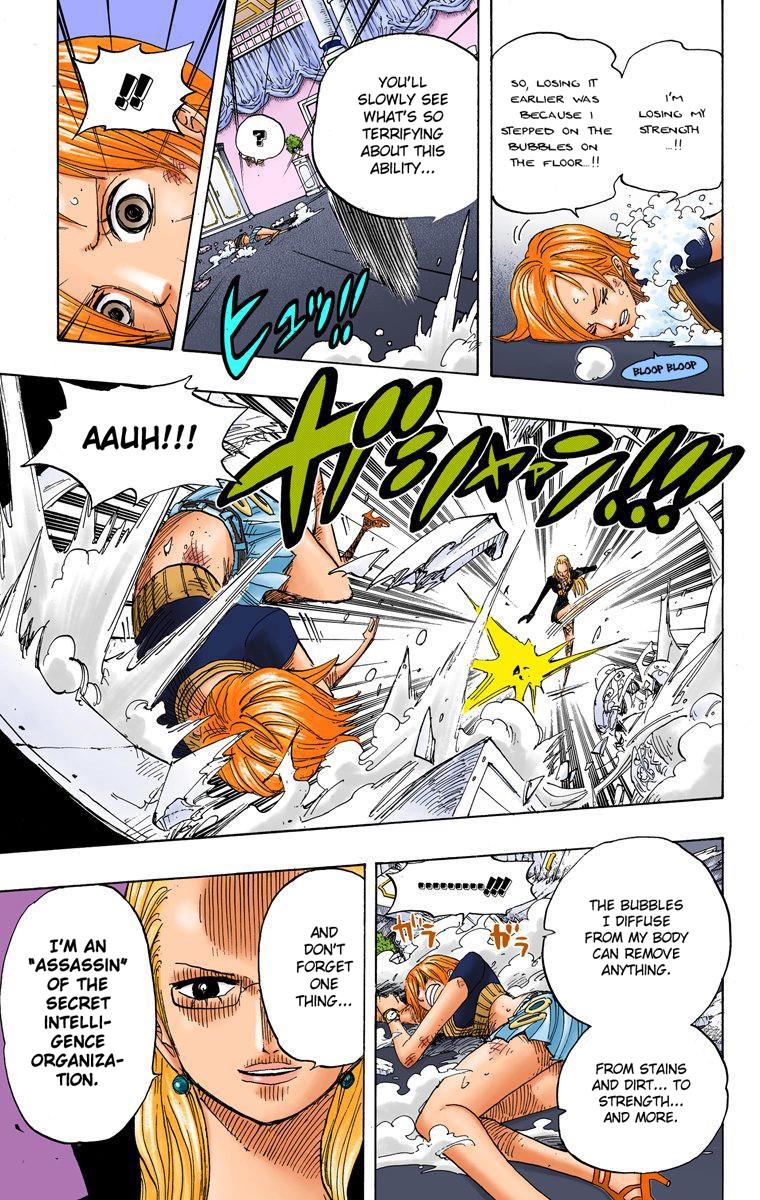 I'M
LOSING MY
STRENGTH
...!!
SO, LOSING IT
EARLIER WAS
BECAUSE I
STEPPED ON THE
BUBBLES ON
THE FLOOR...!!
BLOOP BLOOP
YOU'LL
SLOWLY SEE
WHAT'S SO
TERRIFYING
ABOUT THIS
ABILITY...
?
ヒュッ!!
!!
ガシャァン!!!
AAUH!!!
THE BUBBLES
I DIFFUSE
FROM MY BODY
CAN REMOVE
ANYTHING.
..........!!!
ガラ
ガラ
FROM STAINS
AND DIRT... TO
STRENGTH...
AND MORE.
AND
DON'T
FORGET
ONE
THING...
I'M AN
"ASSASSIN"
OF THE
SECRET
INTELLI-
GENCE
ORGANIZA-
TION.